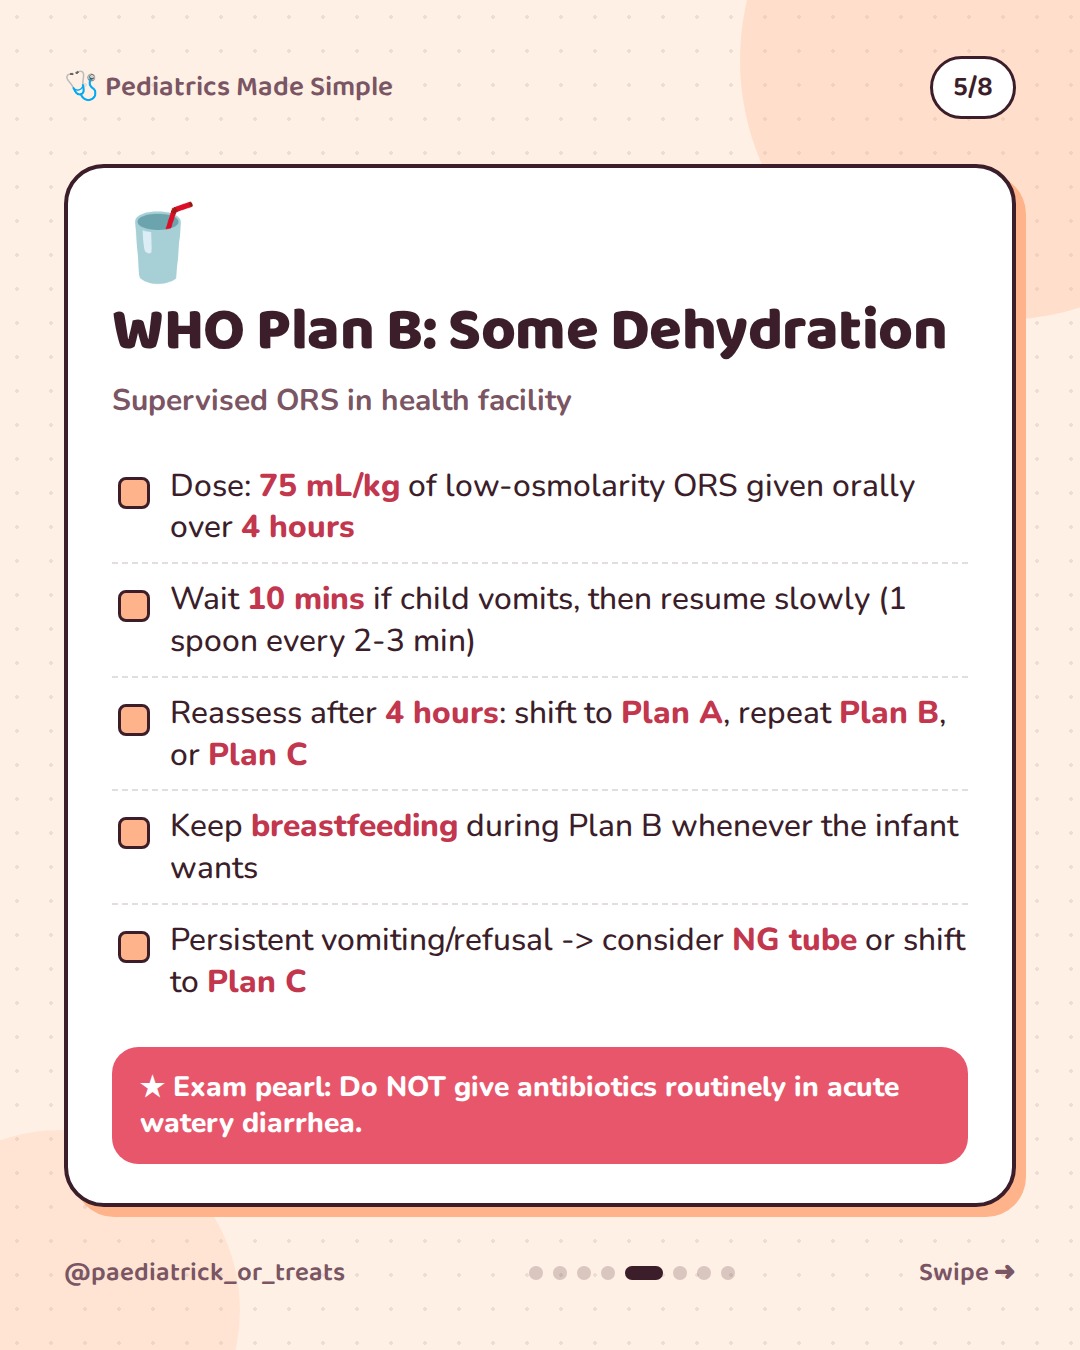 Pediatrics Made Simple
5/8
WHO Plan B: Some Dehydration
Supervised ORS in health facility
Dose: 75 mL/kg of low-osmolarity ORS given orally
over 4 hours
Wait 10 mins if child vomits, then resume slowly (1
spoon every 2-3 min)
Reassess after 4 hours: shift to Plan A, repeat Plan B,
or Plan C
Keep breastfeeding during Plan B whenever the infant
wants
Persistent vomiting/refusal -> consider NG tube or shift
to Plan C
★ Exam pearl: Do NOT give antibiotics routinely in acute
watery diarrhea.
@paediatrick_or_treats
Swipe ➜